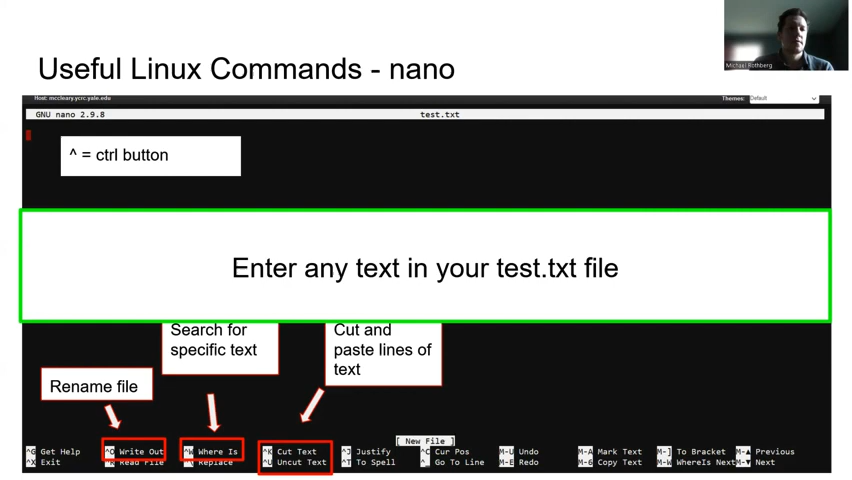 Michael Rothberg
Useful Linux Commands - nano
Host: mccleary.ycrc.yale.edu
Themes: Default
GNU nano 2.9.8 test.txt
^ = ctrl button
Enter any text in your test.txt file
Search for
specific text
Cut and
paste lines of
text
Rename file
[ New File ]
^G Get Help ^O Write Out ^W Where Is ^K Cut Text ^J Justify ^C Cur Pos M-U Undo M-A Mark Text M-] To Bracket M-▲ Previous
^X Exit ^R Read File ^\ Replace ^U Uncut Text ^T To Spell ^_ Go To Line M-E Redo M-6 Copy Text M-W WhereIs Next M-▼ Next